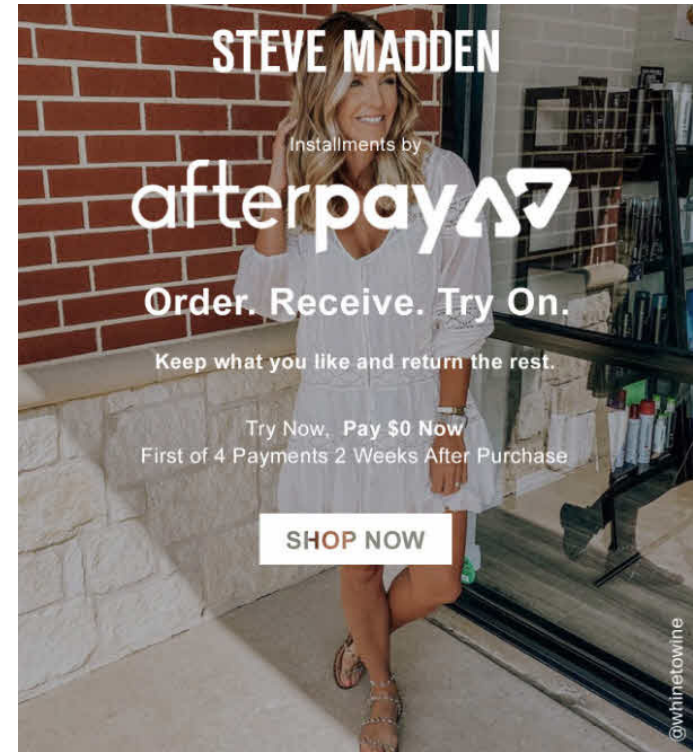 STEVE MADDEN
Installments by
afterpay
Order. Receive. Try On.
Keep what you like and return the rest.
Try Now, Pay $0 Now
First of 4 Payments 2 Weeks After Purchase
SHOP NOW
@whinetowine